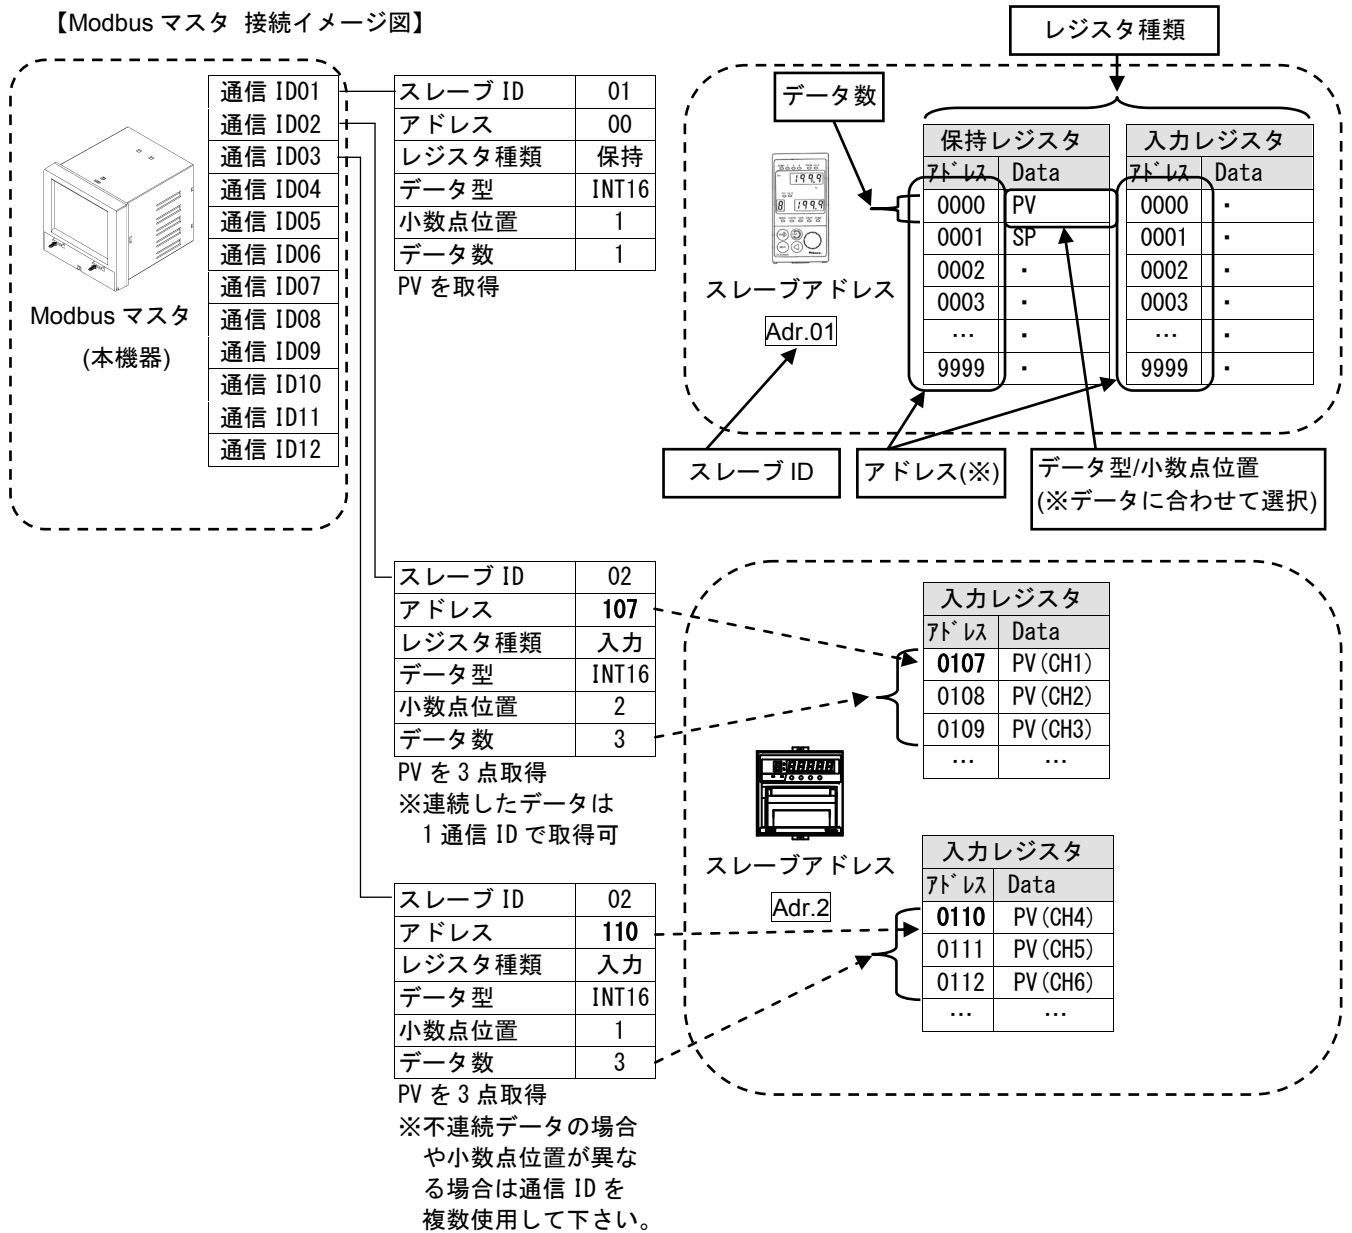 【Modbus マスタ 接続イメージ図】
通信 ID01
通信 ID02
通信 ID03
通信 ID04
通信 ID05
通信 ID06
通信 ID07
通信 ID08
通信 ID09
通信 ID10
通信 ID11
通信 ID12
Modbus マスタ
(本機器)
スレーブ ID 01
アドレス 00
レジスタ種類 保持
データ型 INT16
小数点位置 1
データ数 1
PV を取得
レジスタ種類
データ数
199.9
199.9
スレーブアドレス
Adr.01
保持レジスタ
アドレス Data
0000 PV
0001 SP
0002 ・
0003 ・
… ・
9999 ・
入力レジスタ
アドレス Data
0000 ・
0001 ・
0002 ・
0003 ・
… ・
9999 ・
スレーブ ID
アドレス(※)
データ型/小数点位置
(※データに合わせて選択)
スレーブ ID 02
アドレス 107
レジスタ種類 入力
データ型 INT16
小数点位置 2
データ数 3
PV を 3 点取得
※連続したデータは
1 通信 ID で取得可
入力レジスタ
アドレス Data
0107 PV(CH1)
0108 PV(CH2)
0109 PV(CH3)
… …
スレーブアドレス
Adr.2
入力レジスタ
アドレス Data
0110 PV(CH4)
0111 PV(CH5)
0112 PV(CH6)
… …
スレーブ ID 02
アドレス 110
レジスタ種類 入力
データ型 INT16
小数点位置 1
データ数 3
PV を 3 点取得
※不連続データの場合
や小数点位置が異な
る場合は通信 ID を
複数使用して下さい。